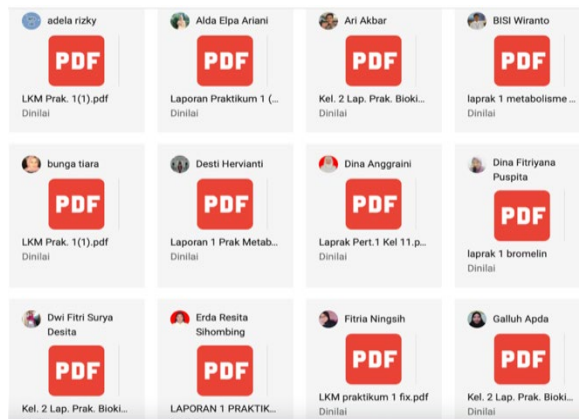 adela rizky
PDF
LKM Prak. 1(1).pdf
Dinilai
Alda Elpa Ariani
PDF
Laporan Praktikum 1 (...
Dinilai
Ari Akbar
PDF
Kel. 2 Lap. Prak. Bioki...
Dinilai
BISI Wiranto
PDF
laprak 1 metabolisme ...
Dinilai
bunga tiara
PDF
LKM Prak. 1(1).pdf
Dinilai
Desti Hervianti
PDF
Laporan 1 Prak Metab...
Dinilai
Dina Anggraini
PDF
Laprak Pert.1 Kel 11.p...
Dinilai
Dina Fitriyana
Puspita
PDF
laprak 1 bromelin
Dinilai
Dwi Fitri Surya
Desita
PDF
Kel. 2 Lap. Prak. Bioki...
Erda Resita
Sihombing
PDF
LAPORAN 1 PRAKTIK...
Fitria Ningsih
PDF
LKM praktikum 1 fix.pdf
Dinilai
Galluh Apda
PDF
Kel. 2 Lap. Prak. Bioki...
Dinilai